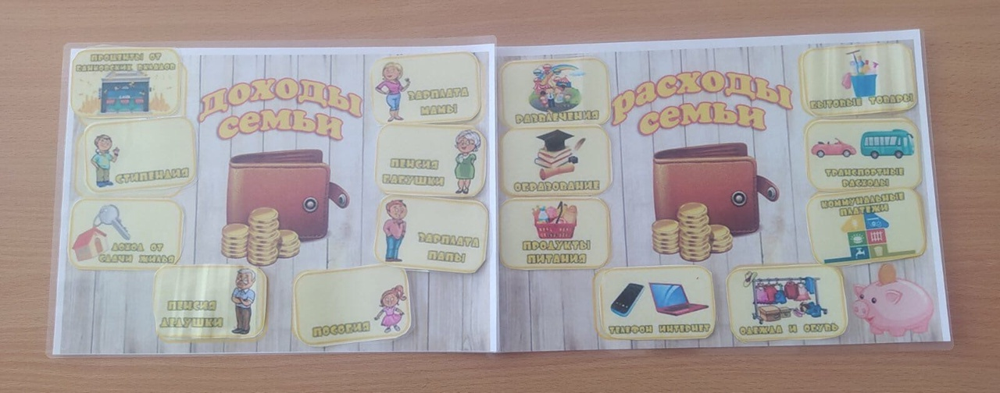 ПРОЦЕНТЫ ОТ
БАНКОВСКИХ ВКЛАДОВ
СТИПЕНДИЯ
ДОХОД ОТ
СДАЧИ ЖИЛЬЯ
ПЕНСИЯ
ДЕДУШКИ
доходы
семьи
ЗАРПЛАТА
МАМЫ
ПЕНСИЯ
БАБУШКИ
ЗАРПЛАТА
ПАПЫ
ПОСОБИЯ
РАЗВЛЕЧЕНИЯ
ОБРАЗОВАНИЕ
ПРОДУКТЫ
ПИТАНИЯ
расходы
семьи
БЫТОВЫЕ ТОВАРЫ
ТРАНСПОРТНЫЕ
РАСХОДЫ
КОММУНАЛЬНЫЕ
ПЛАТЕЖИ
ТЕЛЕФОН ИНТЕРНЕТ
ОДЕЖДА И ОБУВЬ